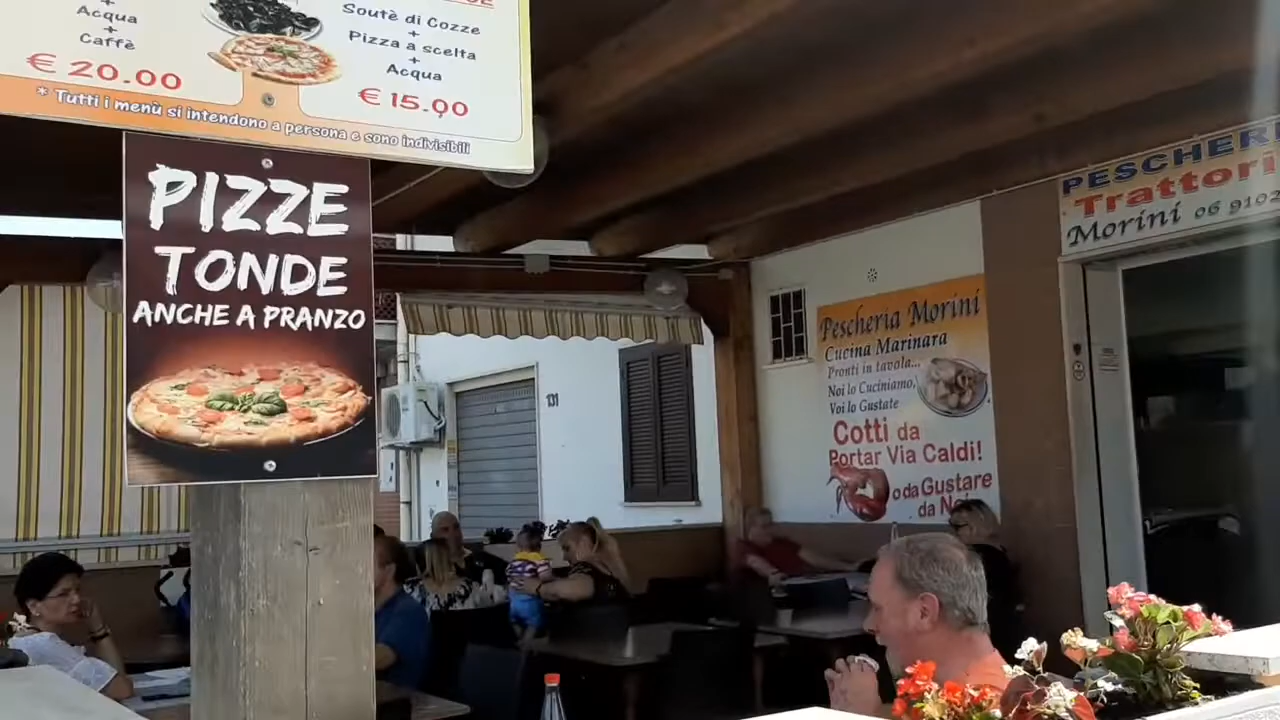 +
Acqua
+
Caffè
€ 20.00
Soutè di Cozze
+
Pizza a scelta
+
Acqua
€ 15.00
* Tutti i menù si intendono a persona e sono indivisibili
PIZZE
TONDE
ANCHE A PRANZO
131
Pescheria Morini
Cucina Marinara
Pronti in tavola...
Noi lo Cuciniamo,
Voi lo Gustate
Cotti da
Portar Via Caldi!
o da Gustare
da
PESCHER
Trattori
Morini 06 9102